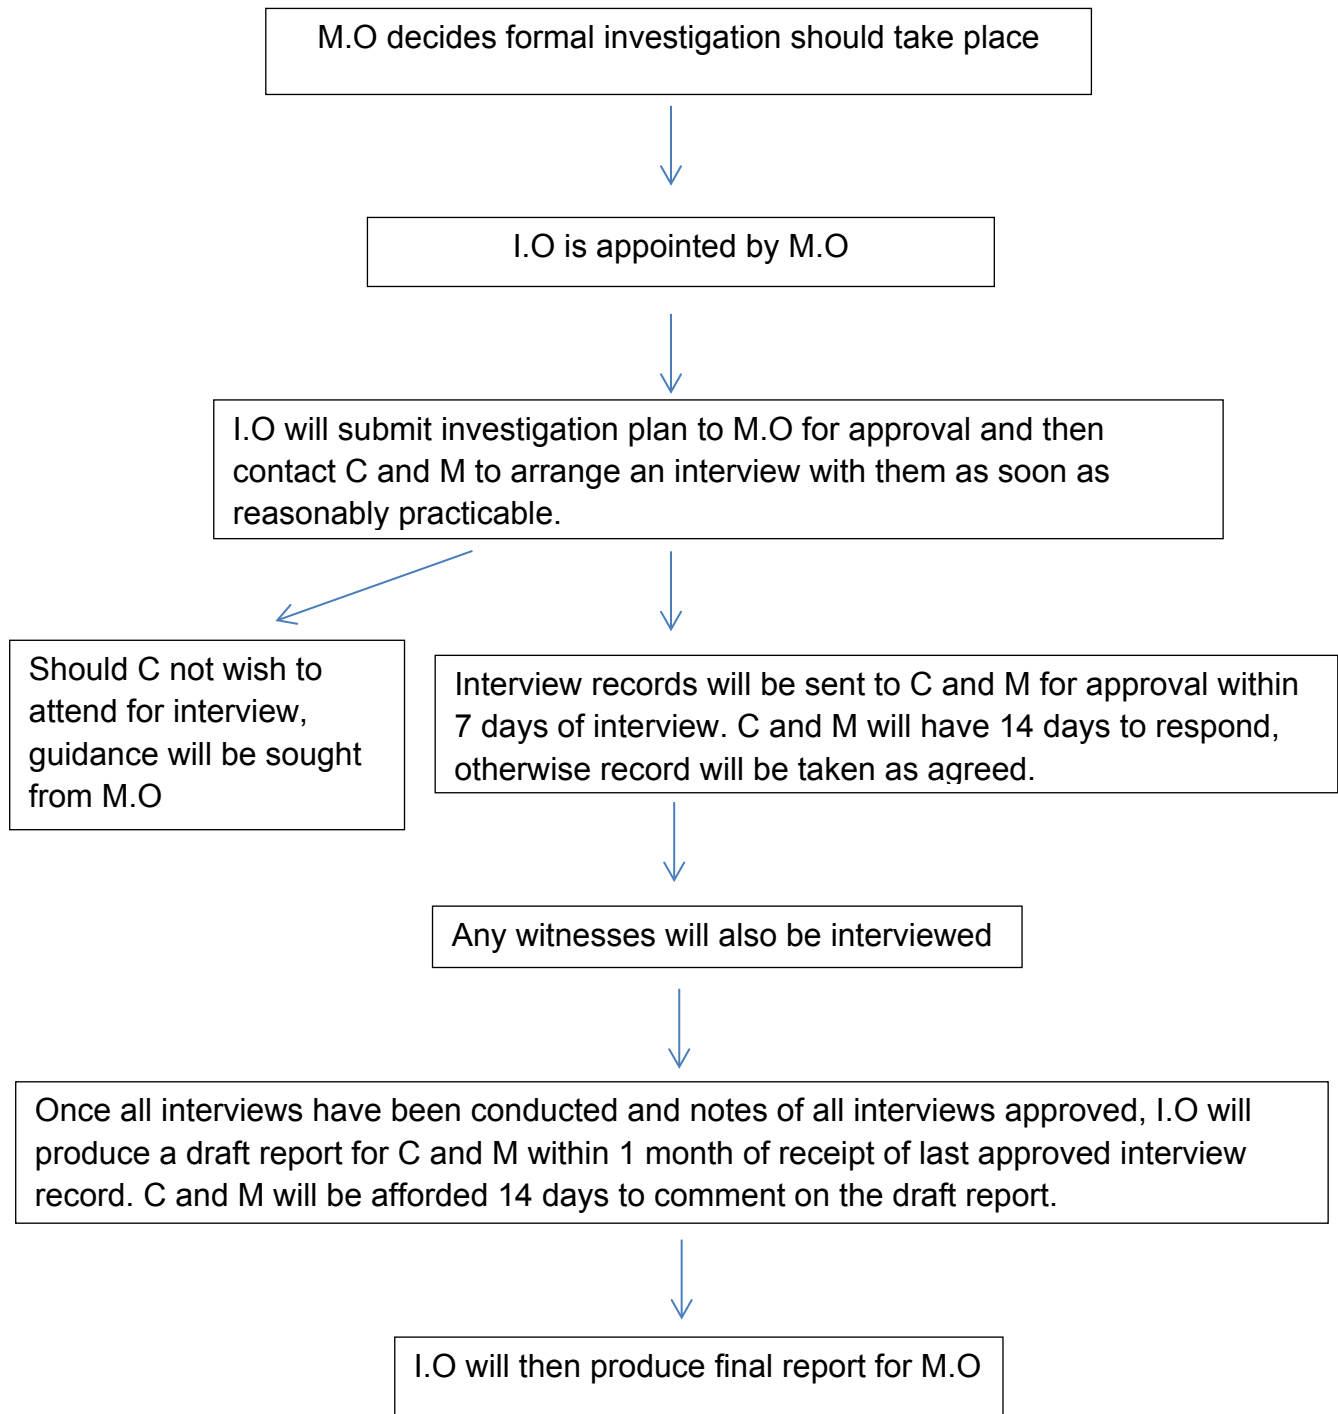 M.O decides formal investigation should take place
I.O is appointed by M.O
I.O will submit investigation plan to M.O for approval and then
contact C and M to arrange an interview with them as soon as
reasonably practicable.
Should C not wish to
attend for interview,
guidance will be sought
from M.O
Interview records will be sent to C and M for approval within
7 days of interview. C and M will have 14 days to respond,
otherwise record will be taken as agreed.
Any witnesses will also be interviewed
Once all interviews have been conducted and notes of all interviews approved, I.O will
produce a draft report for C and M within 1 month of receipt of last approved interview
record. C and M will be afforded 14 days to comment on the draft report.
I.O will then produce final report for M.O